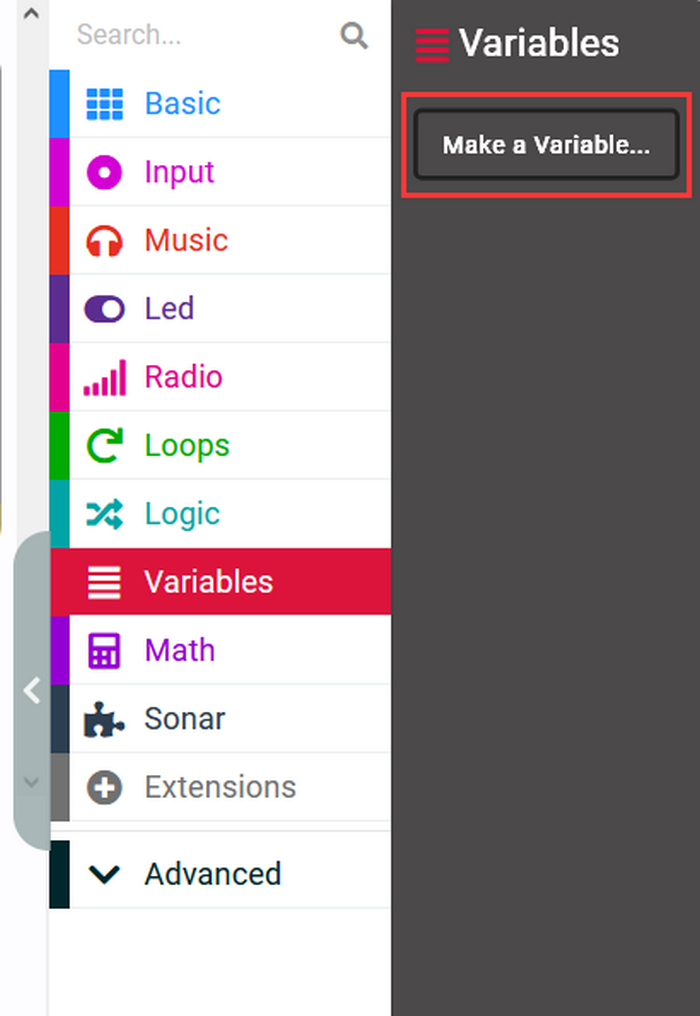 Search...
Basic
Input
Music
Led
Radio
Loops
Logic
Variables
Math
Sonar
Extensions
Advanced
Variables
Make a Variable...